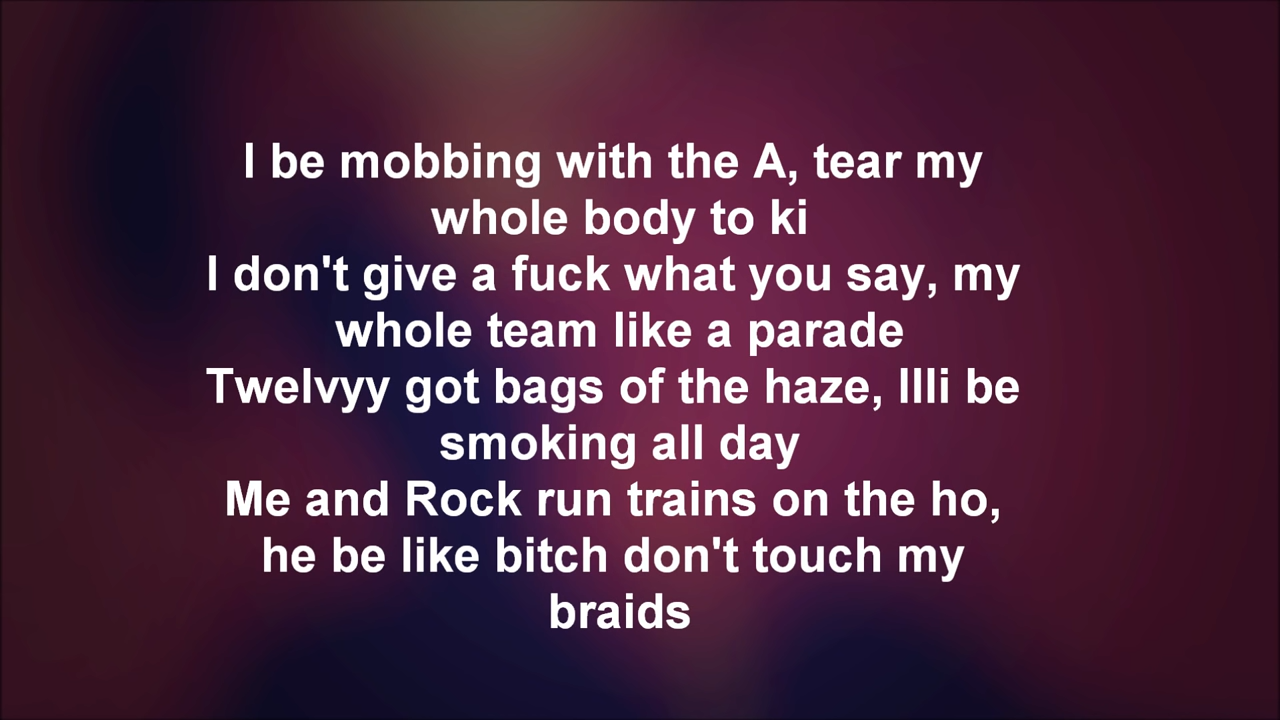 I be mobbing with the A, tear my
whole body to ki
I don't give a fuck what you say, my
whole team like a parade
Twelvyy got bags of the haze, Illi be
smoking all day
Me and Rock run trains on the ho,
he be like bitch don't touch my
braids